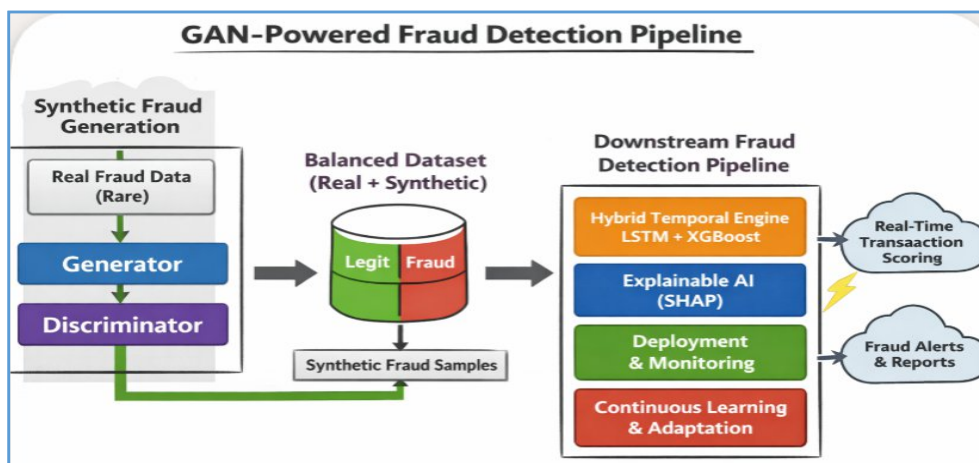 GAN-Powered Fraud Detection Pipeline
Synthetic Fraud
Generation
Real Fraud Data
(Rare)
Generator
Discriminator
Balanced Dataset
(Real + Synthetic)
Legit
Fraud
Synthetic Fraud Samples
Downstream Fraud
Detection Pipeline
Hybrid Temporal Engine
LSTM + XGBoost
Explainable AI
(SHAP)
Deployment
& Monitoring
Continuous Learning
& Adaptation
Real-Time
Transaaction
Scoring
Fraud Alerts
& Reports